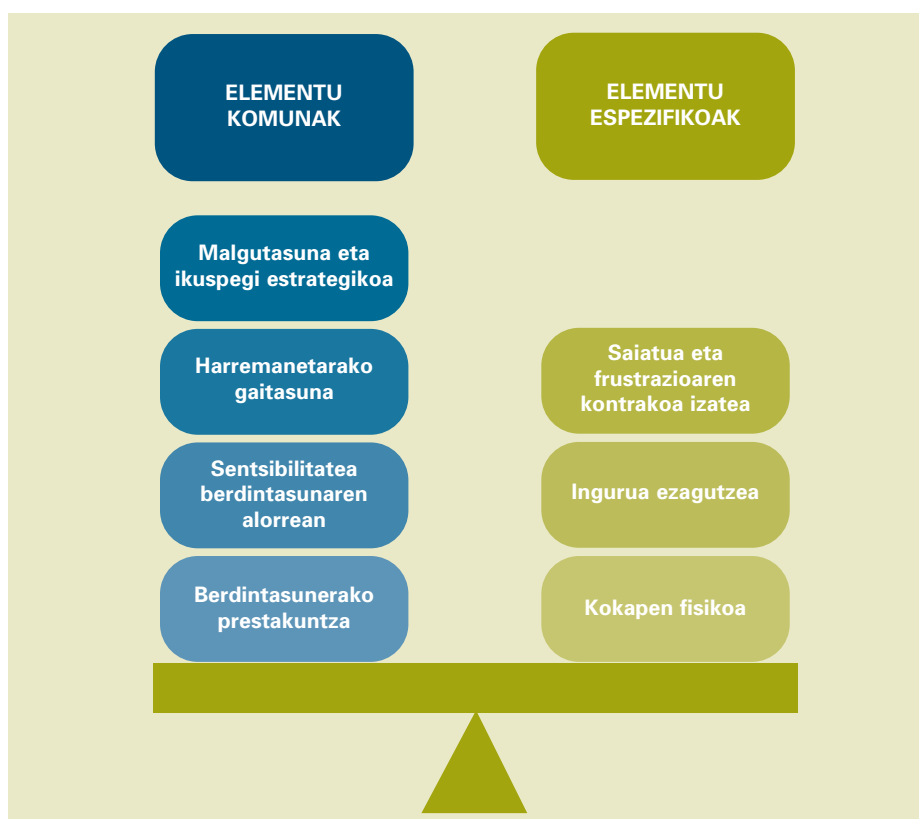 ELEMENTU
KOMUNAK
ELEMENTU
ESPEZIFIKOAK
Malgutasuna eta
ikuspegi estrategikoa
Harremanetarako
gaitasuna
Saiatua eta
frustrazioaren
kontrakoa izatea
Sentsibilitatea
berdintasunaren
alorrean
Ingurua ezagutzea
Berdintasunerako
prestakuntza
Kokapen fisikoa